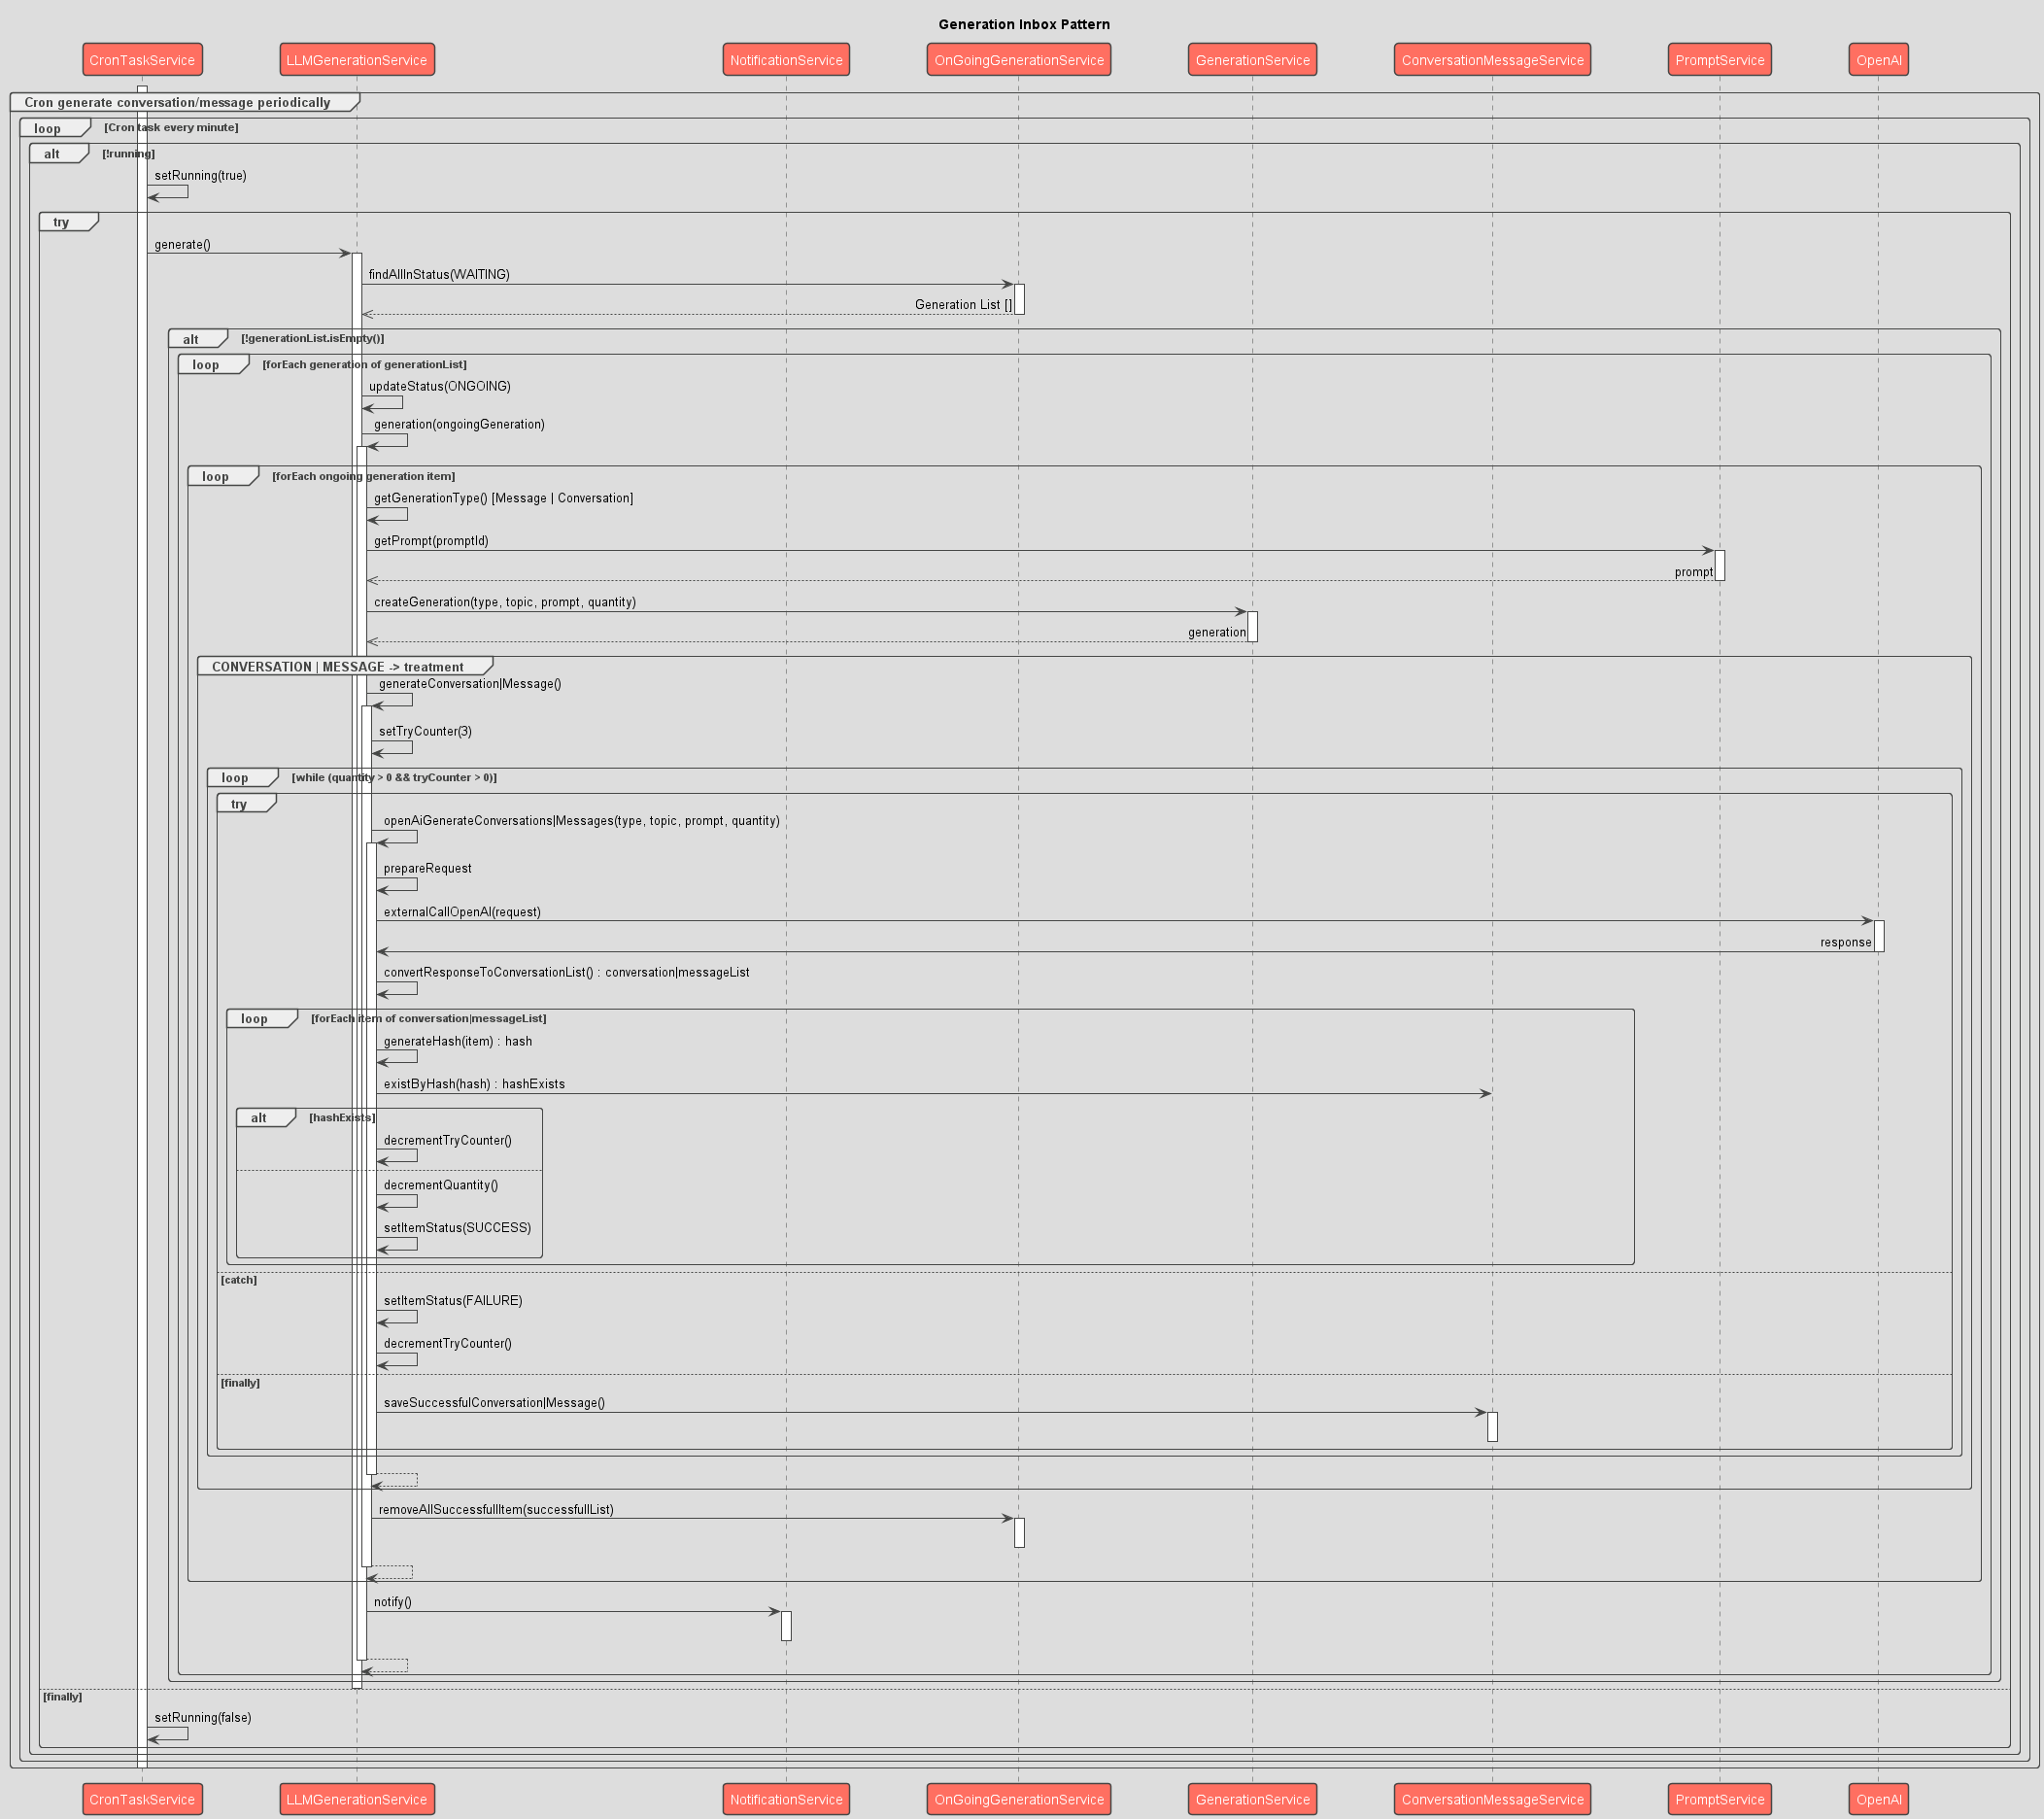 Generation Inbox Pattern
CronTaskService
LLMGenerationService
NotificationService
OnGoingGenerationService
GenerationService
ConversationMessageService
PromptService
OpenAI
Cron generate conversation/message periodically
loop [Cron task every minute]
alt [!running]
setRunning(true)
try
generate()
findAllInStatus(WAITING)
Generation List []
alt [!generationList.isEmpty()]
loop [forEach generation of generationList]
updateStatus(ONGOING)
generation(ongoingGeneration)
loop [forEach ongoing generation item]
getGenerationType() [Message | Conversation]
getPrompt(promptId)
prompt
createGeneration(type, topic, prompt, quantity)
generation
CONVERSATION | MESSAGE -> treatment
generateConversation|Message()
setTryCounter(3)
loop [while (quantity > 0 && tryCounter > 0)]
try
openAiGenerateConversations|Messages(type, topic, prompt, quantity)
prepareRequest
externalCallOpenAI(request)
response
convertResponseToConversationList() : conversation|messageList
loop [forEach item of conversation|messageList]
generateHash(item) : hash
existByHash(hash) : hashExists
alt [hashExists]
decrementTryCounter()
decrementQuantity()
setItemStatus(SUCCESS)
[catch]
setItemStatus(FAILURE)
decrementTryCounter()
[finally]
saveSuccessfulConversation|Message()
removeAllSuccessfullItem(successfullList)
notify()
[finally]
setRunning(false)
CronTaskService
LLMGenerationService
NotificationService
OnGoingGenerationService
GenerationService
ConversationMessageService
PromptService
OpenAI